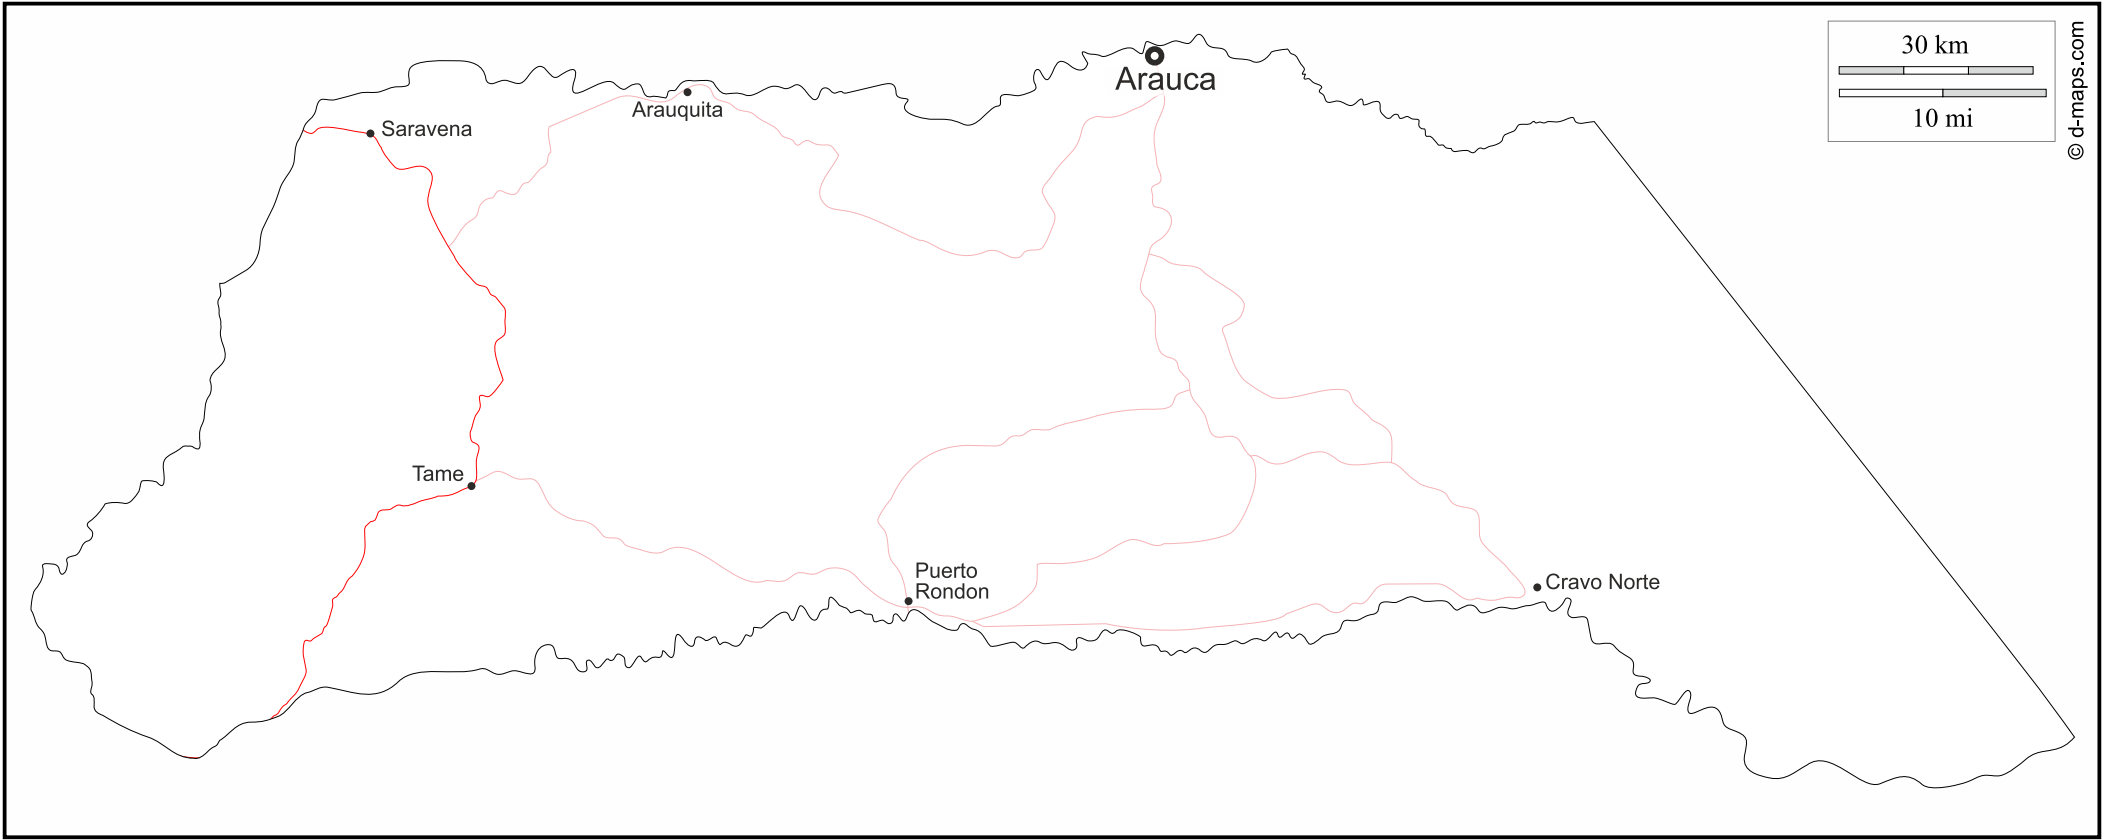 30 km
10 mi
© d-maps.com
Arauca
Arauquita
Saravena
Tame
Puerto
Rondon
Cravo Norte